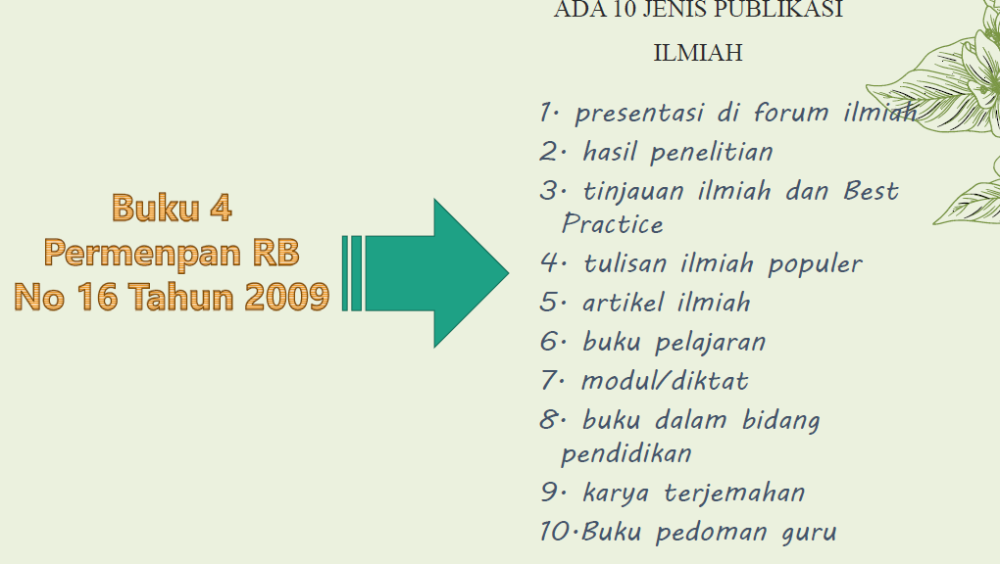 ADA 10 JENIS PUBLIKASI
ILMIAH
Buku 4
Permenpan RB
No 16 Tahun 2009
1. presentasi di forum ilmiah
2. hasil penelitian
3. tinjauan ilmiah dan Best
Practice
4. tulisan ilmiah populer
5. artikel ilmiah
6. buku pelajaran
7. modul/diktat
8. buku dalam bidang
pendidikan
9. karya terjemahan
10.Buku pedoman guru